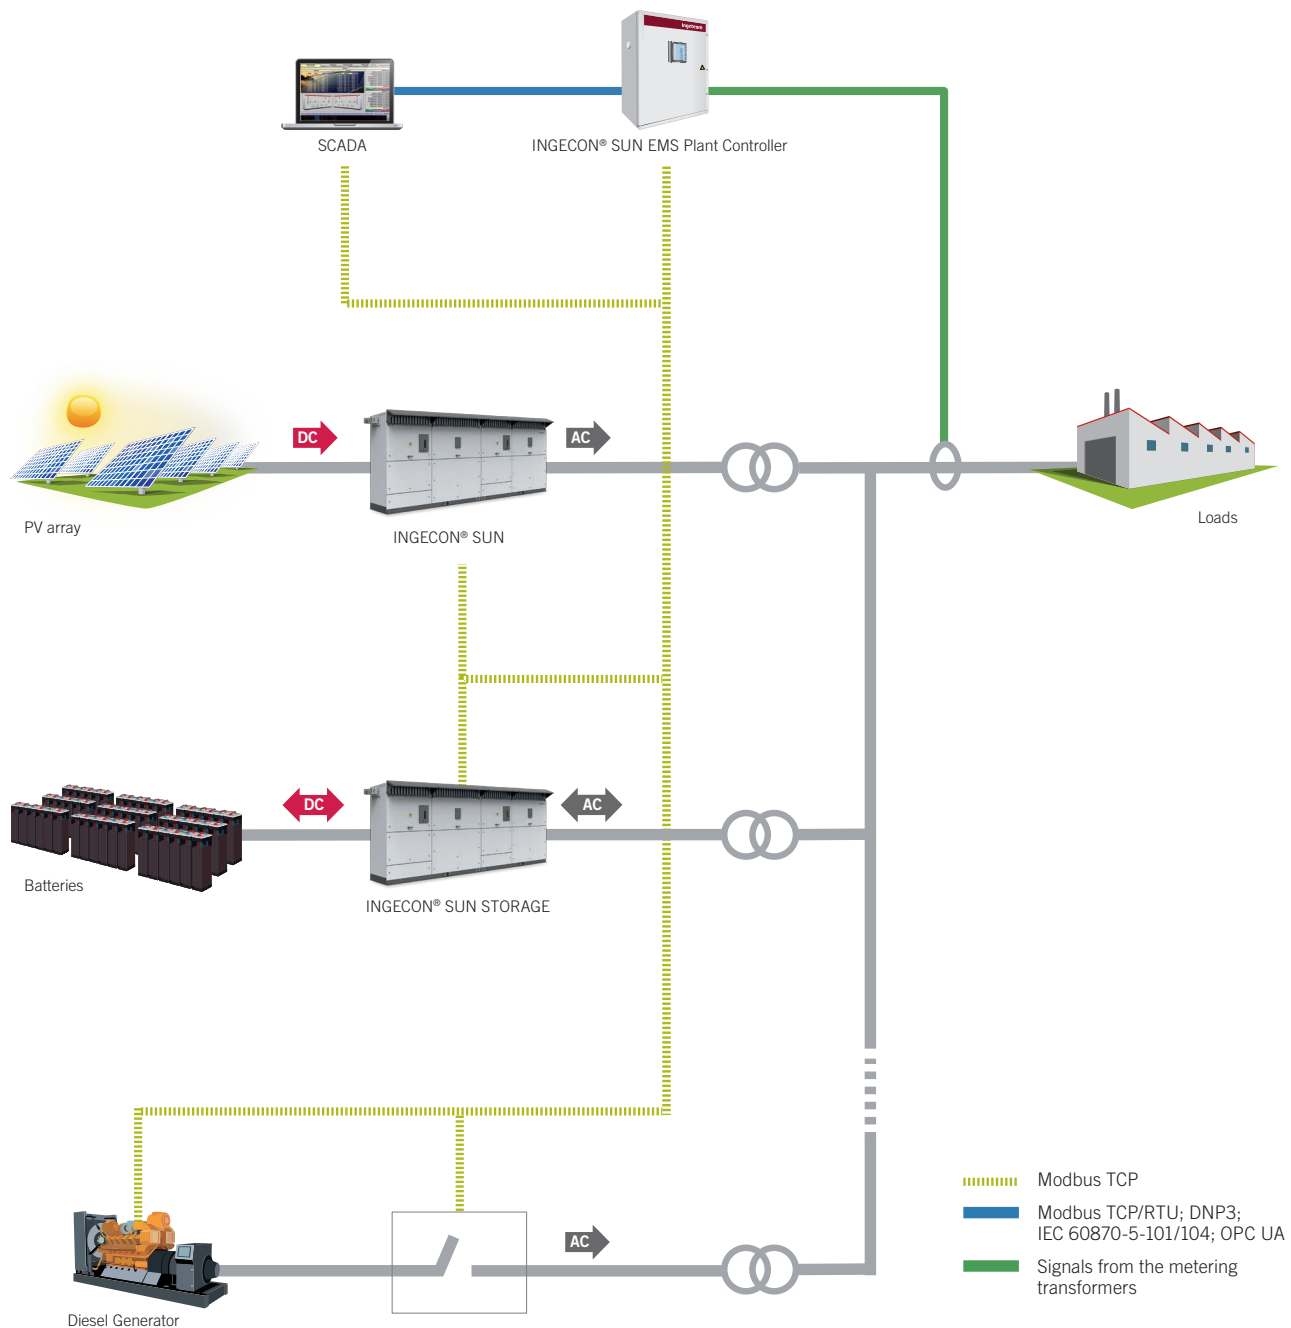 Ingeteam
SCADA
INGECON® SUN EMS Plant Controller
DC
AC
PV array
INGECON® SUN
Loads
DC
AC
Batteries
INGECON® SUN STORAGE
AC
Diesel Generator
Modbus TCP
Modbus TCP/RTU; DNP3;
IEC 60870-5-101/104; OPC UA
Signals from the metering
transformers